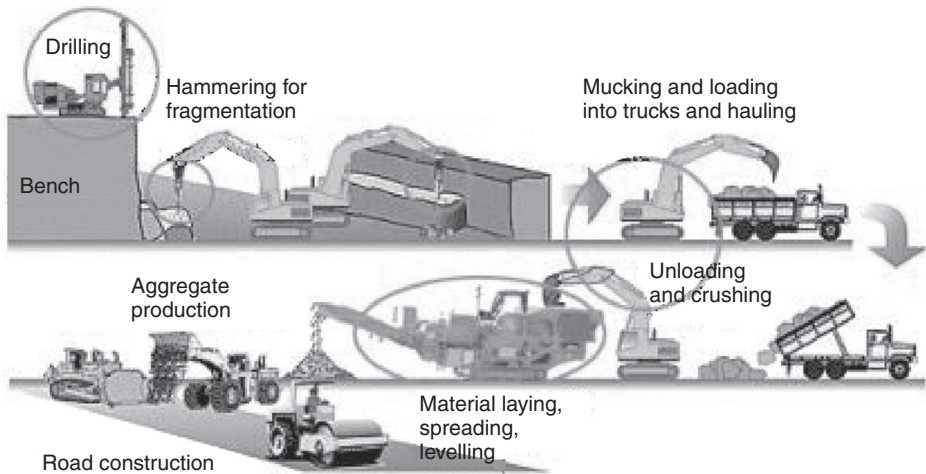 Drilling
Hammering for
fragmentation
Mucking and loading
into trucks and hauling
Bench
Unloading
and crushing
Aggregate
production
Material laying,
spreading,
levelling
Road construction